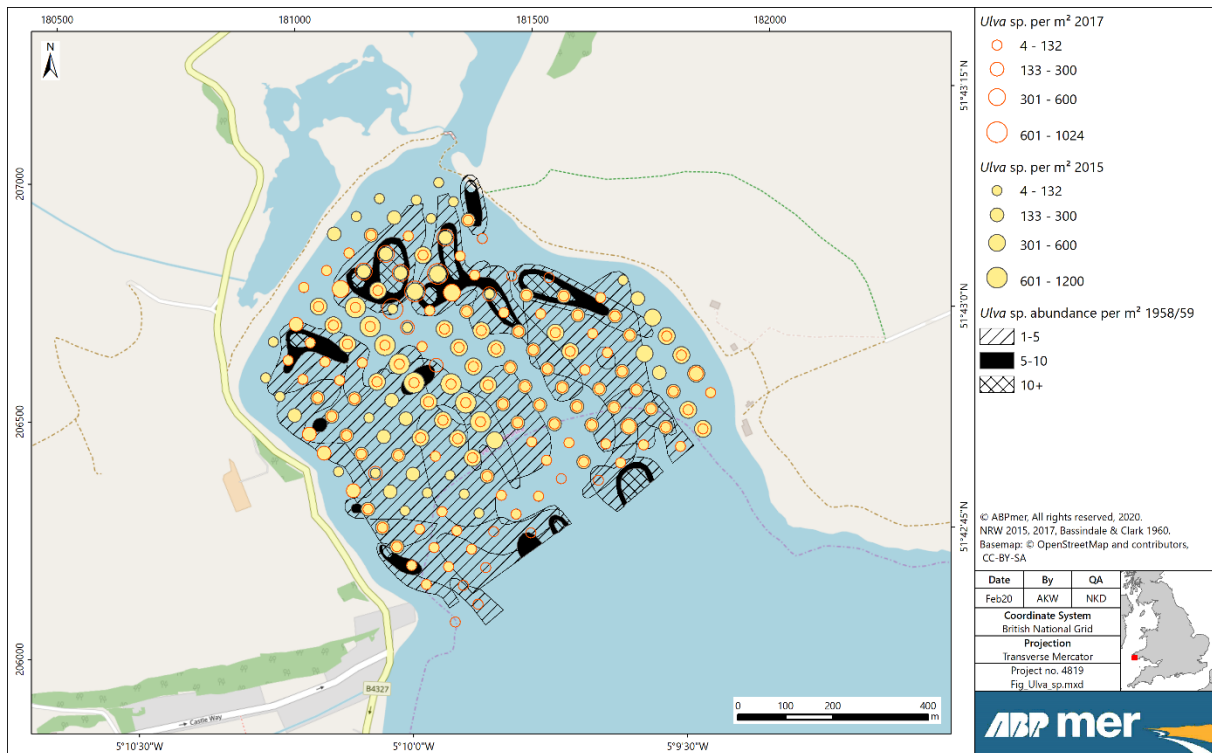 180500
181000
181500
182000
N
207000
206500
206000
51°43'15"N
51°43'0"N
51°42'45"N
B4327
Castle Way
0
100
200
400
m
5°10'30"W
5°10'0"W
5°9'30"W
Ulva sp. per m² 2017
4 - 132
133 - 300
301 - 600
601 - 1024
Ulva sp. per m² 2015
4 - 132
133 - 300
301 - 600
601 - 1200
Ulva sp. abundance per m² 1958/59
1-5
5-10
10+
© ABPmer, All rights reserved, 2020.
NRW 2015, 2017, Bassindale & Clark 1960.
Basemap: © OpenStreetMap and contributors,
CC-BY-SA
Date By QA
Feb20 AKW NKD
Coordinate System
British National Grid
Projection
Transverse Mercator
Project no. 4819
Fig_Ulva_sp.mxd
ABPmer